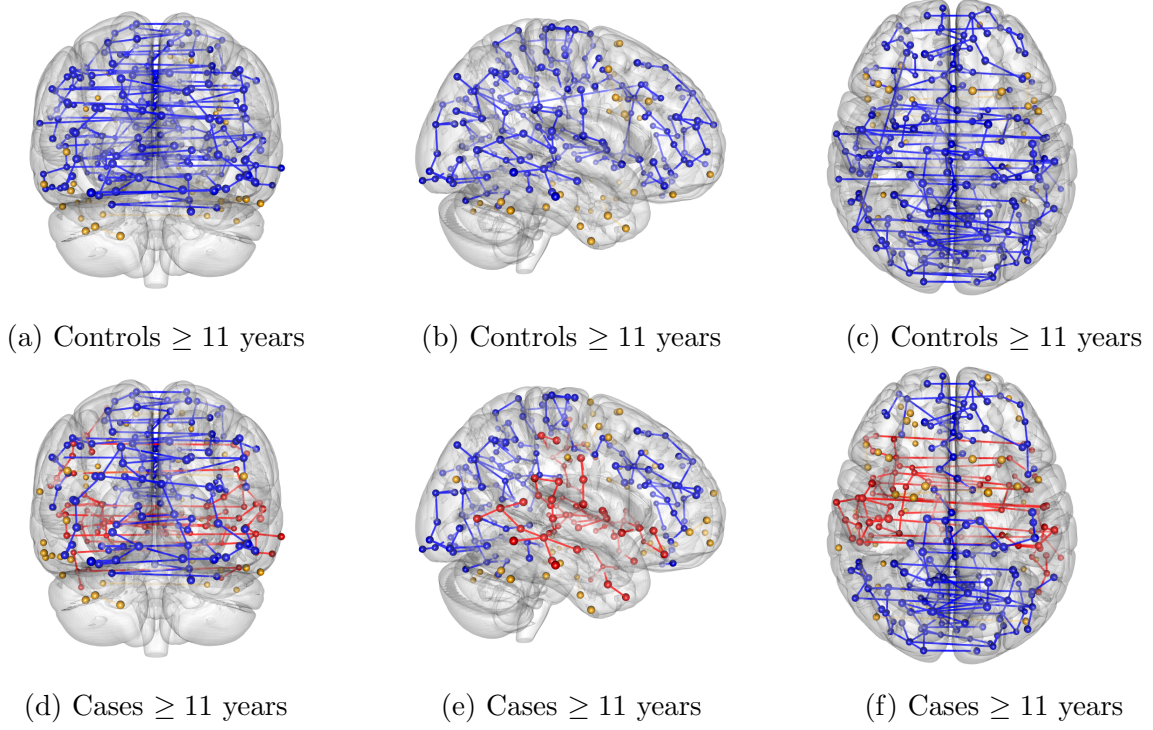 (a) Controls ≥ 11 years
(b) Controls ≥ 11 years
(c) Controls ≥ 11 years
(d) Cases ≥ 11 years
(e) Cases ≥ 11 years
(f) Cases ≥ 11 years